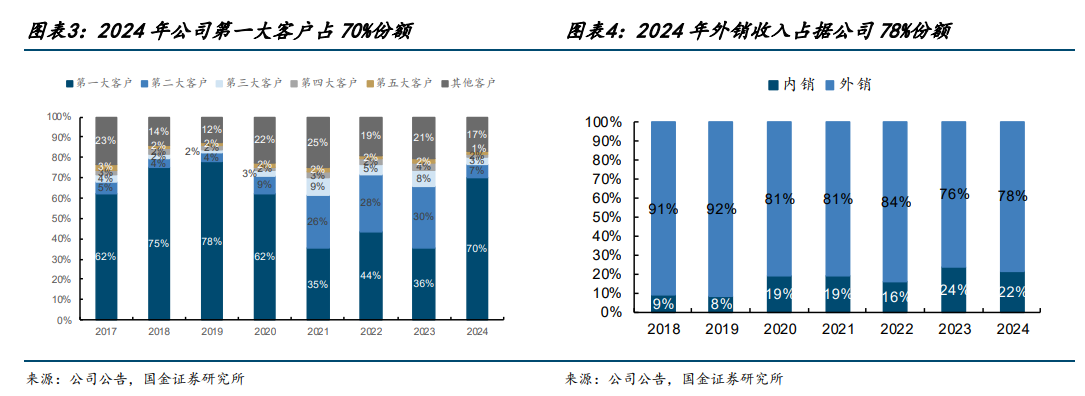 图表3：2024 年公司第一大客户占 70%份额
第一大客户 第二大客户 第三大客户 第四大客户 第五大客户 其他客户
100%
90%
80%
70%
60%
50%
40%
30%
20%
10%
0%
23% 14% 12% 22% 25% 19% 21% 17%
3% 2% 2% 2% 2% 2% 2% 1%
4% 2% 2% 3% 2% 3% 9% 5% 4% 8% 3%
5% 4% 4% 9% 26% 28% 30% 7%
62% 75% 78% 62% 35% 44% 36% 70%
2017 2018 2019 2020 2021 2022 2023 2024
来源：公司公告，国金证券研究所
图表4：2024 年外销收入占据公司 78%份额
内销 外销
100%
90%
80%
70%
60%
50%
40%
30%
20%
10%
0%
91% 92% 81% 81% 84% 76% 78%
9% 8% 19% 19% 16% 24% 22%
2018 2019 2020 2021 2022 2023 2024
来源：公司公告，国金证券研究所